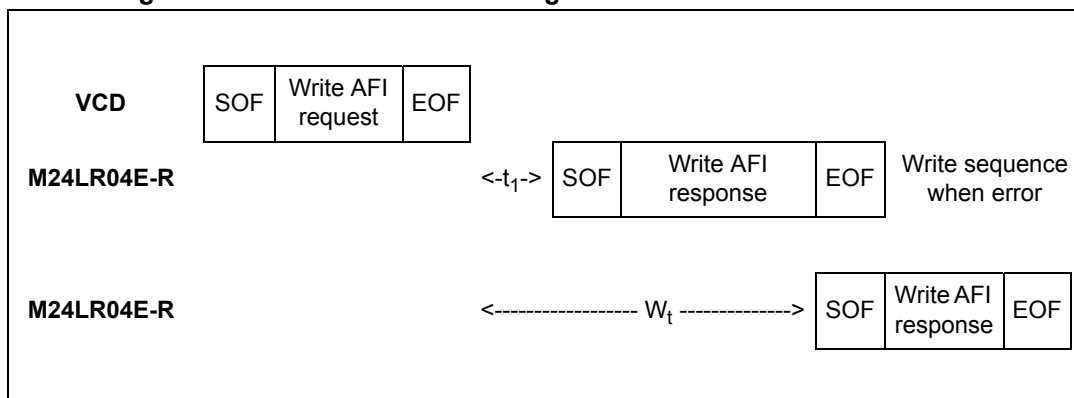 VCD
SOF
Write AFI
request
EOF
M24LR04E-R
<-t1->
SOF
Write AFI
response
EOF
Write sequence
when error
M24LR04E-R
<------------------ Wt -------------->
SOF
Write AFI
response
EOF